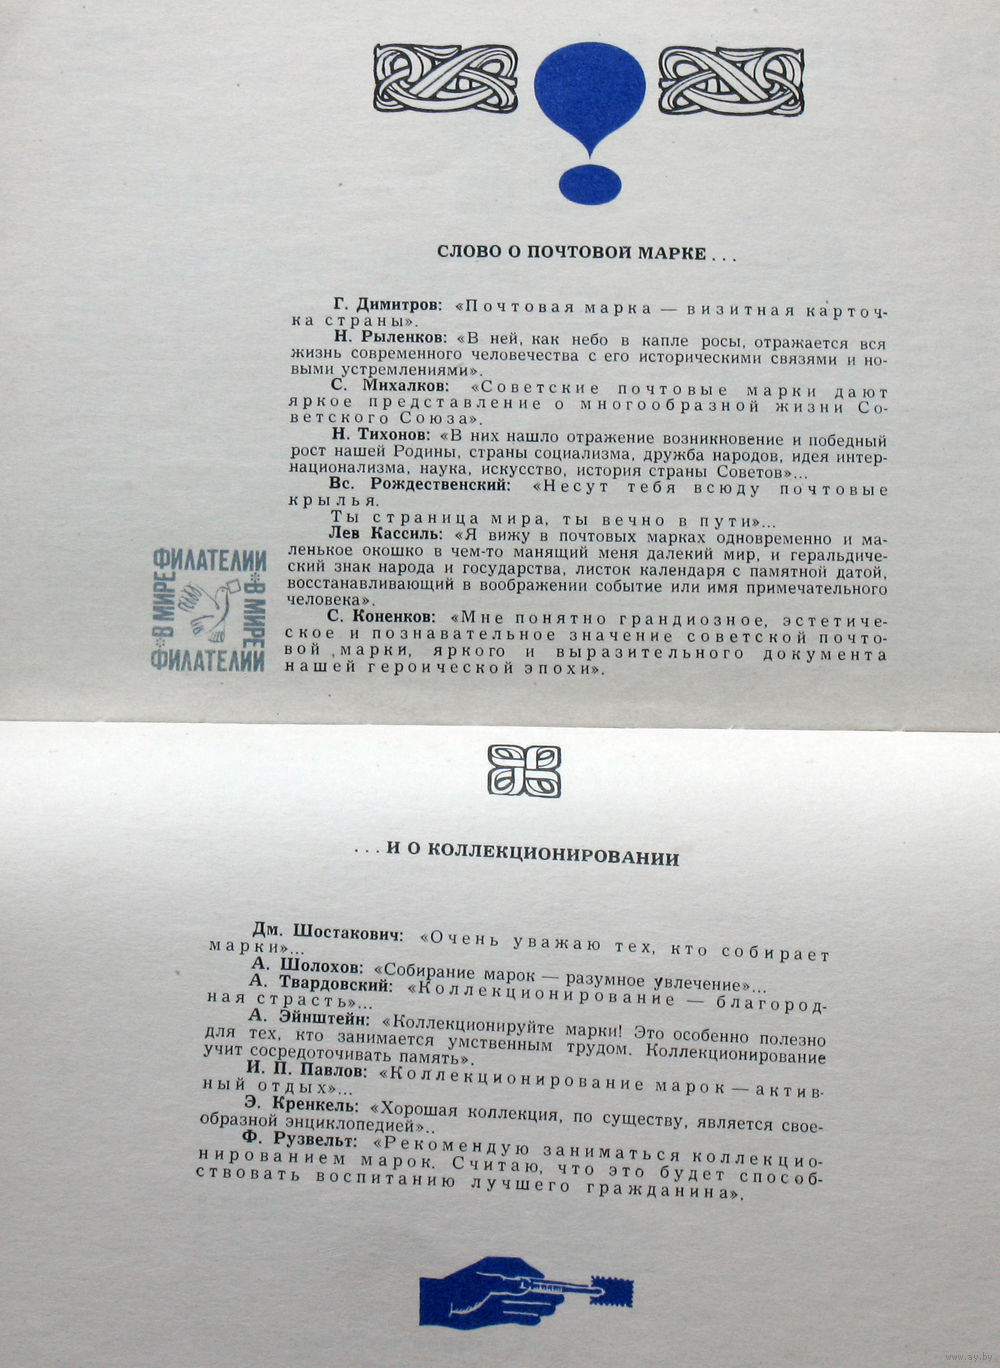 СЛОВО О ПОЧТОВОЙ МАРКЕ...
Г. Димитров: «Почтовая марка — визитная карточ-
ка страны».
Н. Рыленков: «В ней, как небо в капле росы, отражается вся
жизнь современного человечества с его историческими связями и но-
выми устремлениями».
С. Михалков: «Советские почтовые марки дают
яркое представление о многообразной жизни Со-
ветского Союза».
Н. Тихонов: «В них нашло отражение возникновение и победный
рост нашей Родины, страны социализма, дружба народов, идея интер-
национализма, наука, искусство, история страны Советов»...
Вс. Рождественский: «Несут тебя всюду почтовые
крылья.
Ты страница мира, ты вечно в пути»...
Лев Кассиль: «Я вижу в почтовых марках одновременно и ма-
ленькое окошко в чем-то манящий меня далекий мир, и геральдиче-
ский знак народа и государства, листок календаря с памятной датой,
восстанавливающий в воображении событие или имя примечательного
человека».
С. Коненков: «Мне понятно грандиозное, эстетиче-
ское и познавательное значение советской почто-
вой марки, яркого и выразительного документа
нашей героической эпохи».
ФИЛАТЕЛИИ
*В МИРЕ
*В МИРЕ
ФИЛАТЕЛИИ
...И О КОЛЛЕКЦИОНИРОВАНИИ
Дм. Шостакович: «Очень уважаю тех, кто собирает
марки»...
А. Шолохов: «Собирание марок — разумное увлечение»...
А. Твардовский: «Коллекционирование — благород-
ная страсть»...
А. Эйнштейн: «Коллекционируйте марки! Это особенно полезно
для тех, кто занимается умственным трудом. Коллекционирование
учит сосредоточивать память».
И. П. Павлов: «Коллекционирование марок — актив-
ный отдых»...
Э. Кренкель: «Хорошая коллекция, по существу, является свое-
образной энциклопедией»..
Ф. Рузвельт: «Рекомендую заниматься коллекцио-
нированием марок. Считаю, что это будет способ-
ствовать воспитанию лучшего гражданина».
www.ay.by